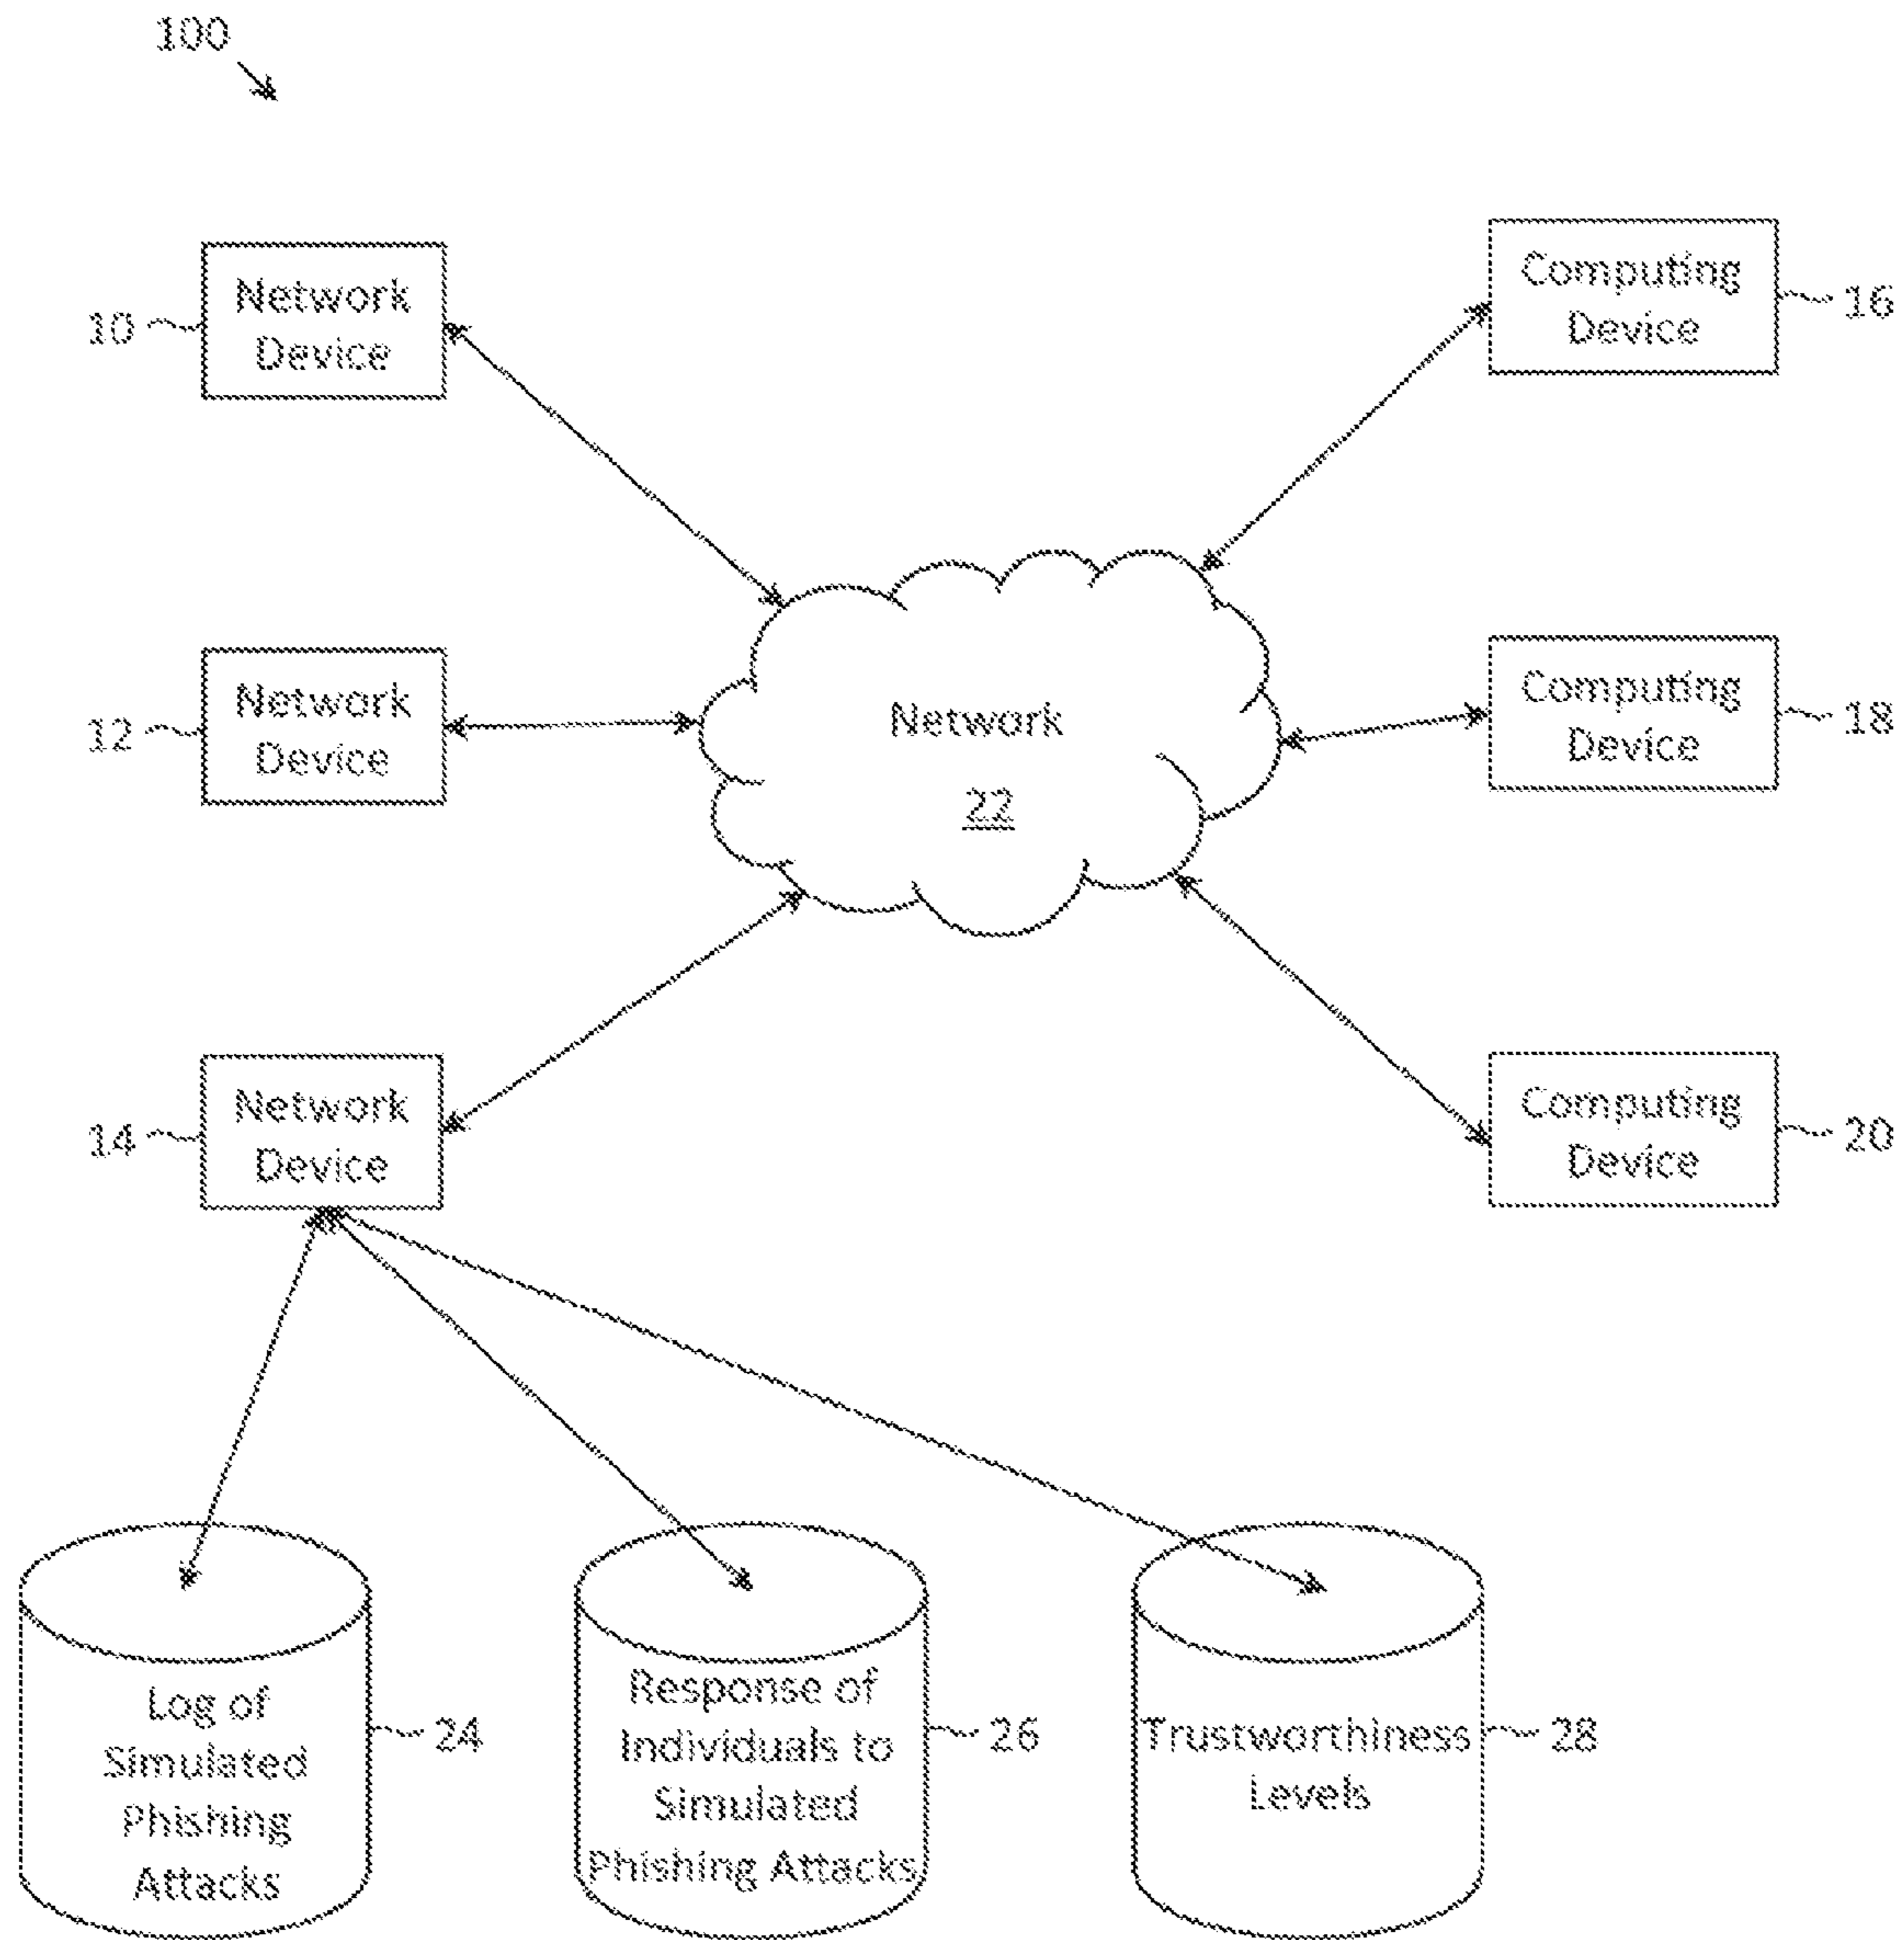 100
Network
Device
10
Computing
Device
16
Network
Device
12
Network
22
Computing
Device
18
Network
Device
14
Computing
Device
20
Log of
Simulated
Phishing
Attacks
24
Response of
Individuals to
Simulated
Phishing Attacks
26
Trustworthiness
Levels
28